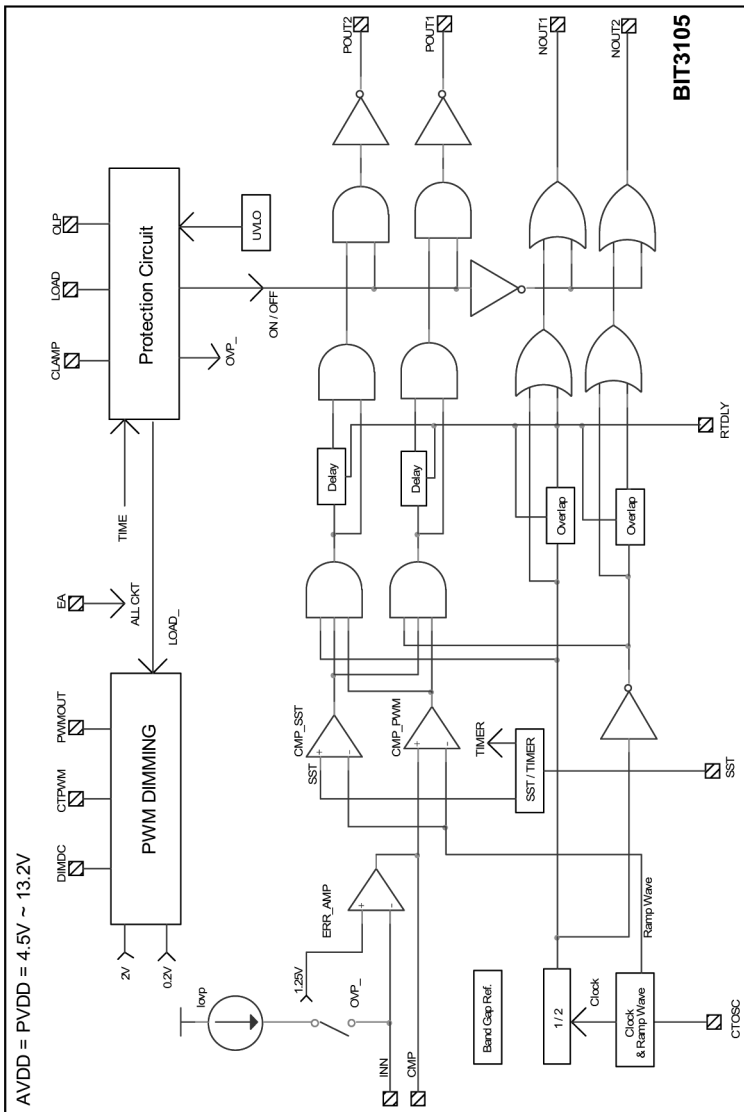 AVDD = PVDD = 4.5V ~ 13.2V
DIMDC
CTPWM
PWMOUT
EA
CLAMP
LOAD
OLP
2V
0.2V
PWM DIMMING
ALL CKT
LOAD_
TIME
Protection Circuit
UVLO
OVP_
ON / OFF
Iovp
1.25V
OVP_
INN
CMP
ERR_AMP
+
-
SST
+
-
CMP_SST
+
-
CMP_PWM
TIMER
SST / TIMER
Delay
Delay
POUT2
POUT1
Band Gap Ref.
1 / 2
Clock
Clock
& Ramp Wave
Ramp Wave
Overlap
Overlap
NOUT1
NOUT2
CTOSC
SST
RTDLY
BIT3105